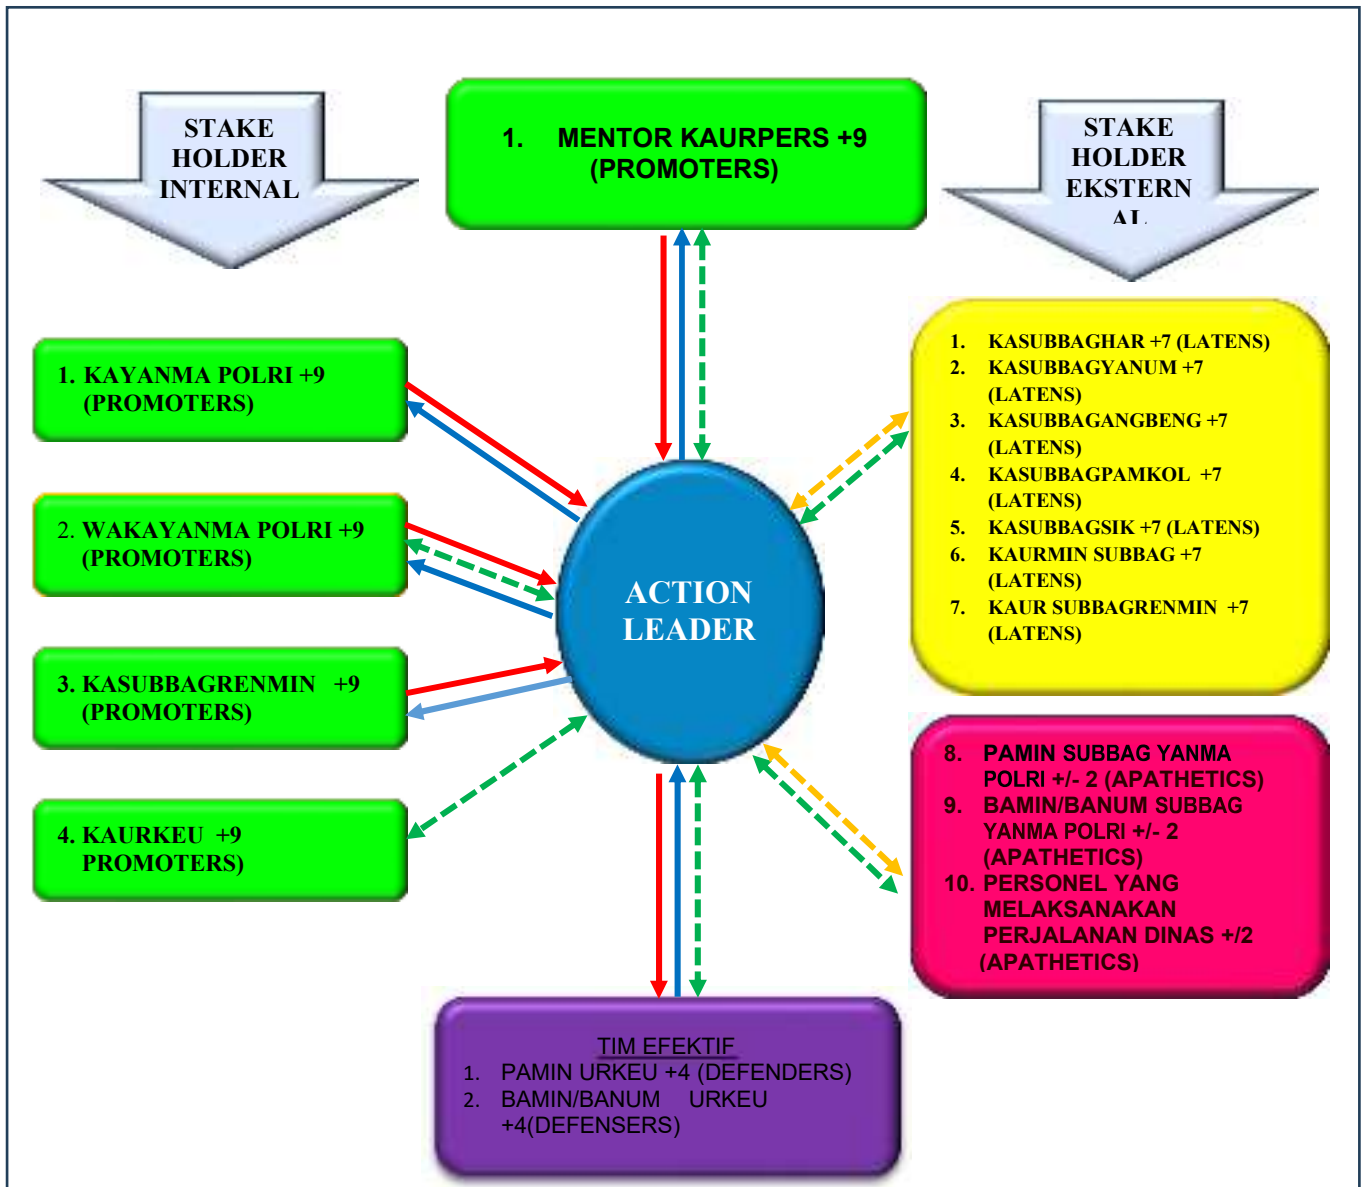 STAKE
HOLDER
INTERNAL
1. MENTOR KAURPERS +9
(PROMOTERS)
STAKE
HOLDER
EKSTERN
AL
1. KAYANMA POLRI +9
(PROMOTERS)
2. WAKAYANMA POLRI +9
(PROMOTERS)
3. KASUBBAGRENMIN +9
(PROMOTERS)
4. KAURKEU +9
PROMOTERS)
ACTION
LEADER
1. KASUBBAGHAR +7 (LATENS)
2. KASUBBAGYANUM +7
(LATENS)
3. KASUBBAGANGBENG +7
(LATENS)
4. KASUBBAGPAMKOL +7
(LATENS)
5. KASUBBAGSIK +7 (LATENS)
6. KAURMIN SUBBAG +7
(LATENS)
7. KAUR SUBBAGRENMIN +7
(LATENS)
8. PAMIN SUBBAG YANMA
POLRI +/- 2 (APATHETICS)
9. BAMIN/BANUM SUBBAG
YANMA POLRI +/- 2
(APATHETICS)
10. PERSONEL YANG
MELAKSANAKAN
PERJALANAN DINAS +/2
(APATHETICS)
TIM EFEKTIF
1. PAMIN URKEU +4 (DEFENDERS)
2. BAMIN/BANUM URKEU
+4(DEFENSERS)